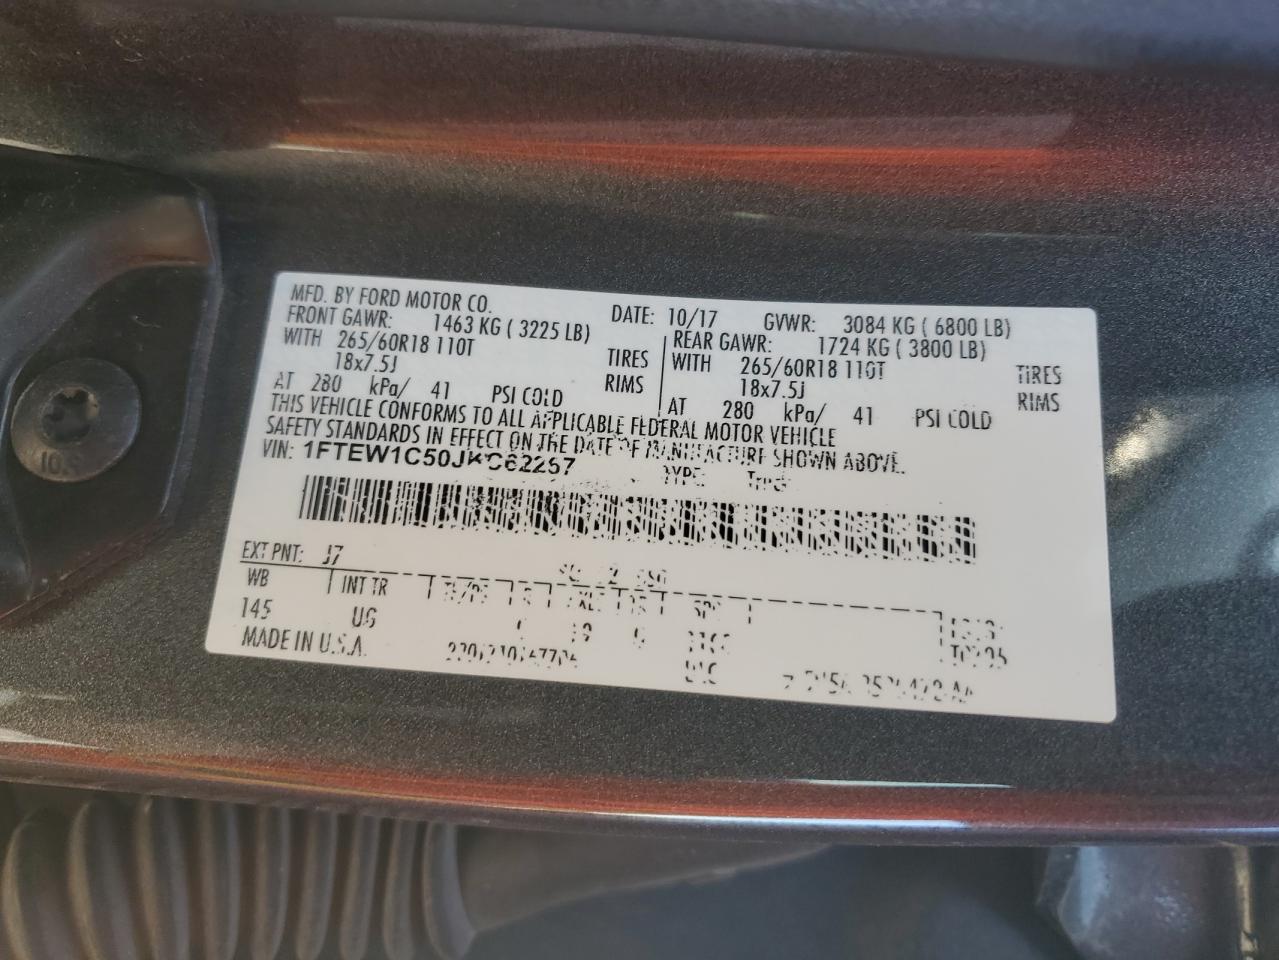 MFD. BY FORD MOTOR CO.
DATE: 10/17 GVWR: 3084 KG ( 6800 LB)
FRONT GAWR: 1463 KG ( 3225 LB)
WITH 265/60R18 110T TIRES
18x7.5J RIMS
AT 280 kPa/ 41 PSI COLD
REAR GAWR: 1724 KG ( 3800 LB)
WITH 265/60R18 110T TIRES
18x7.5J RIMS
AT 280 kPa/ 41 PSI COLD
THIS VEHICLE CONFORMS TO ALL APPLICABLE FEDERAL MOTOR VEHICLE
SAFETY STANDARDS IN EFFECT ON THE DATE OF MANUFACTURE SHOWN ABOVE.
VIN: TYPE:
EXT PNT: J7
WB INT TR
145 UG
MADE IN U.S.A.